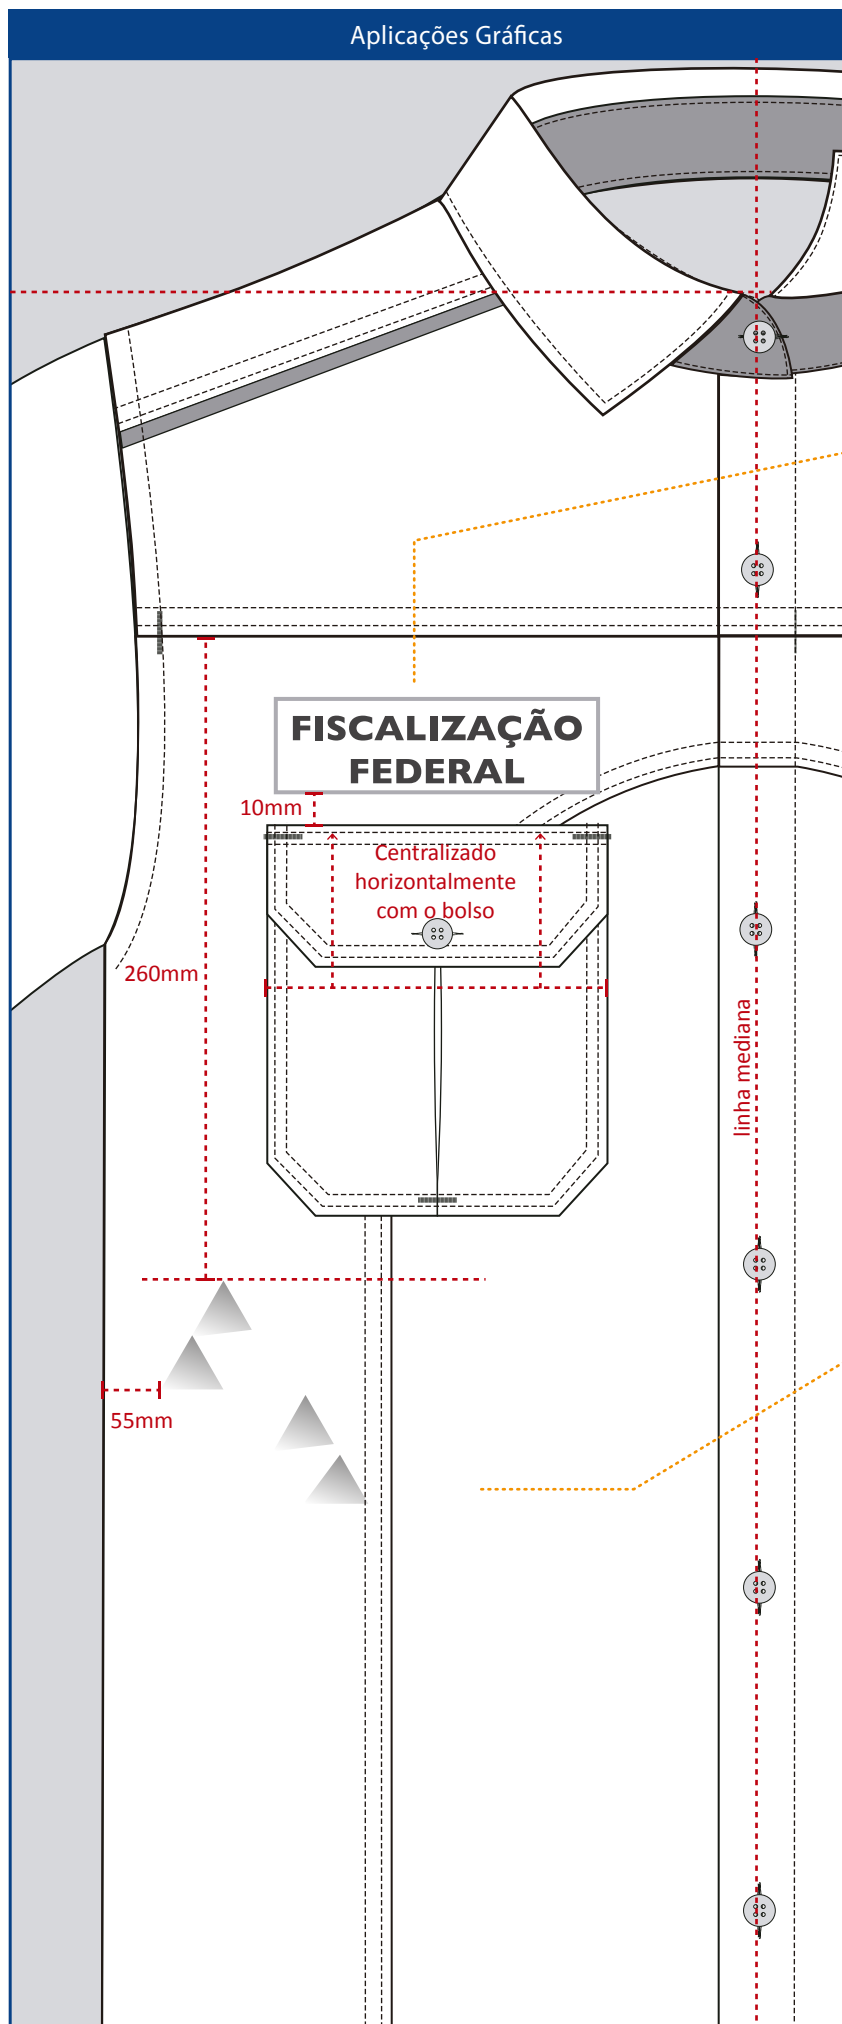 Aplicações Gráficas
FISCALIZAÇÃO
FEDERAL
10mm
Centralizado
horizontalmente
com o bolso
260mm
linha mediana
55mm